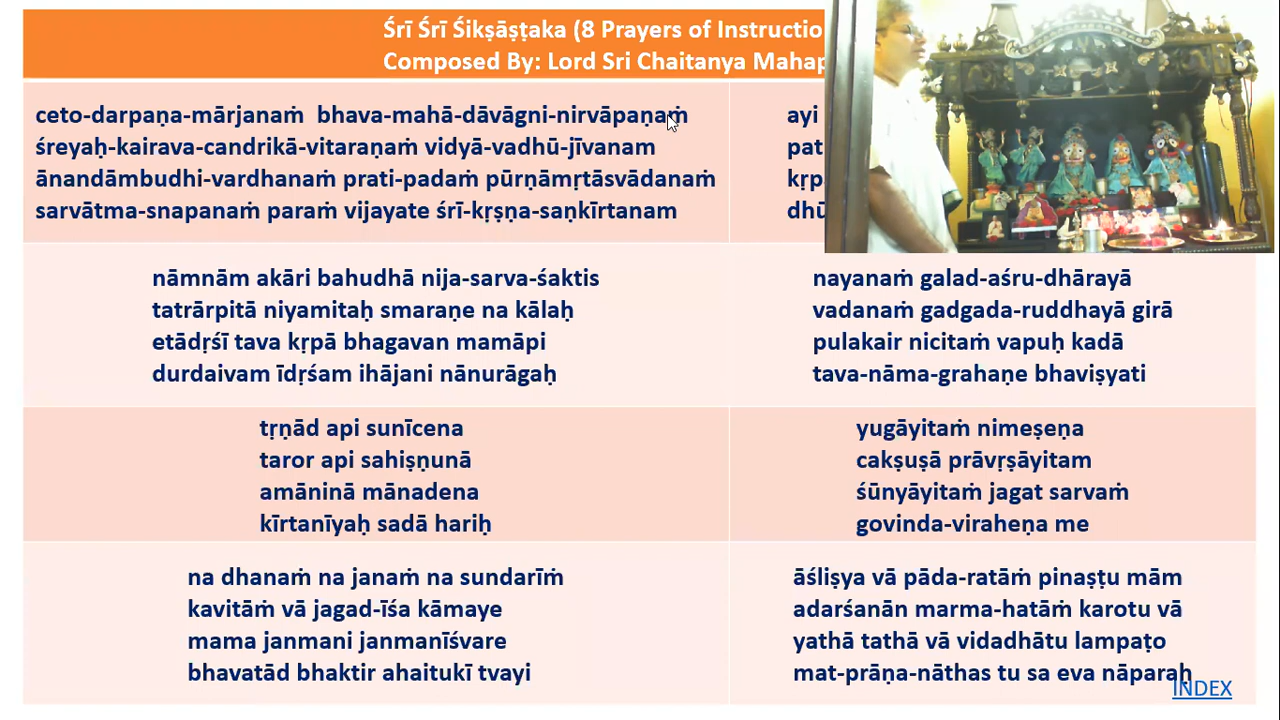 Śrī Śrī Śikṣāṣṭaka (8 Prayers of
Composed By: Lord Sri Chaitanya
ceto-darpaṇa-mārjanaṁ bhava-mahā-dāvāgni-nirvāpaṇaṁ
śreyaḥ-kairava-candrikā-vitaraṇaṁ vidyā-vadhū-jīvanam
ānandāmbudhi-vardhanaṁ prati-padaṁ pūrṇāmṛtāsvādanaṁ
sarvātma-snapanaṁ paraṁ vijayate śrī-kṛṣṇa-saṇkīrtanam
ayi
nāmnām akāri bahudhā nija-sarva-śaktis
tatrārpitā niyamitaḥ smaraṇe na kālaḥ
etādṛśī tava kṛpā bhagavan mamāpi
durdaivam īdṛśam ihājani nānurāgaḥ
nayanaṁ galad-aśru-dhārayā
vadanaṁ gadgada-ruddhayā girā
pulakair nicitaṁ vapuḥ kadā
tava-nāma-grahaṇe bhaviṣyati
tṛṇād api sunīcena
taror api sahiṣṇunā
amāninā mānadena
kīrtanīyaḥ sadā hariḥ
yugāyitaṁ nimeṣeṇa
cakṣuṣā prāvṛṣāyitam
śūnyāyitaṁ jagat sarvaṁ
govinda-viraheṇa me
na dhanaṁ na janaṁ na sundarīṁ
kavitāṁ vā jagad-īśa kāmaye
mama janmani janmanīśvare
bhavatād bhaktir ahaitukī tvayi
āśliṣya vā pāda-ratāṁ pinaṣṭu mām
adarśanān marma-hatāṁ karotu vā
yathā tathā vā vidadhātu lampaṭo
mat-prāṇa-nāthas tu sa eva nāparaḥ
INDEX